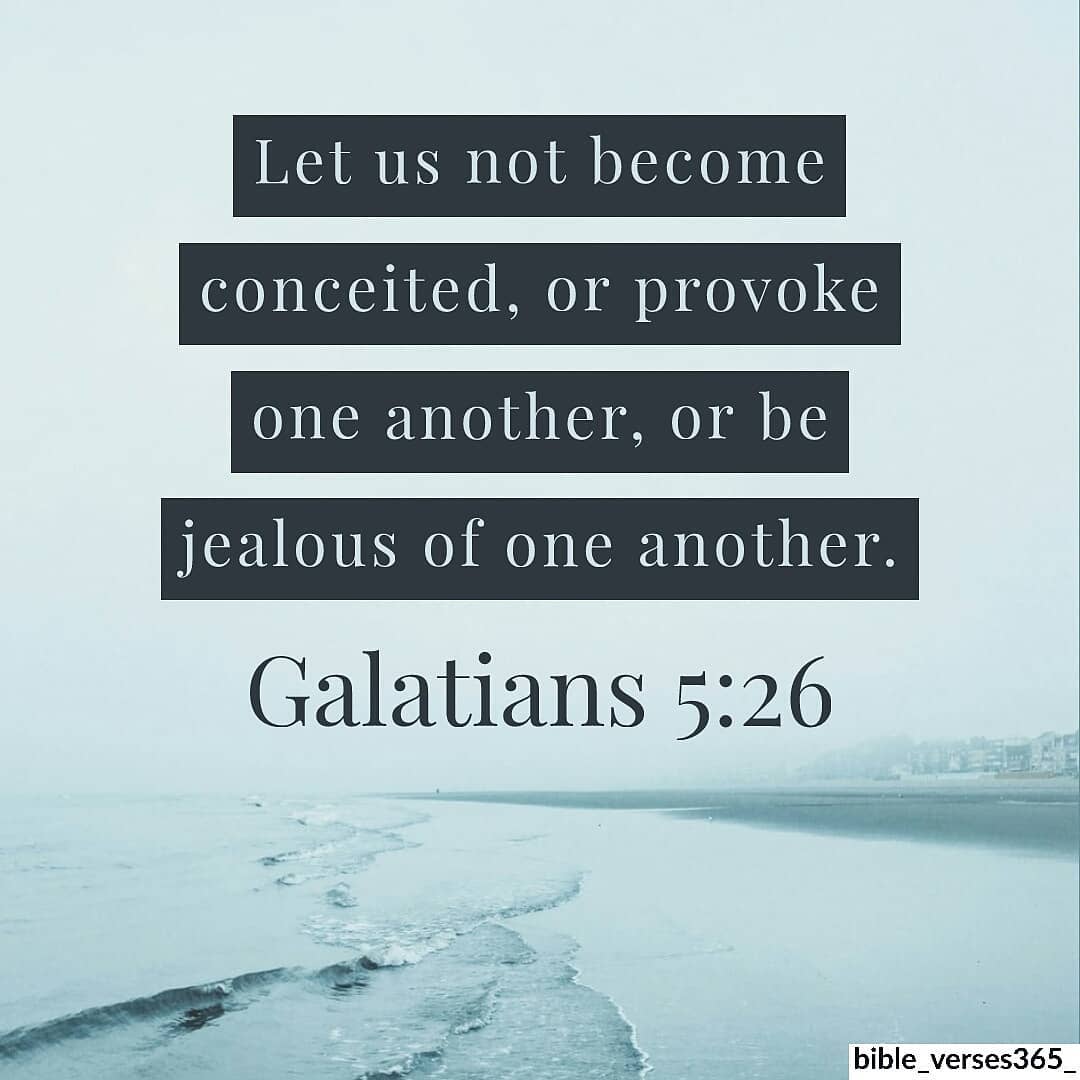 Let us not become
conceited, or provoke
one another, or be
jealous of one another.
Galatians 5:26
bible_verses365_